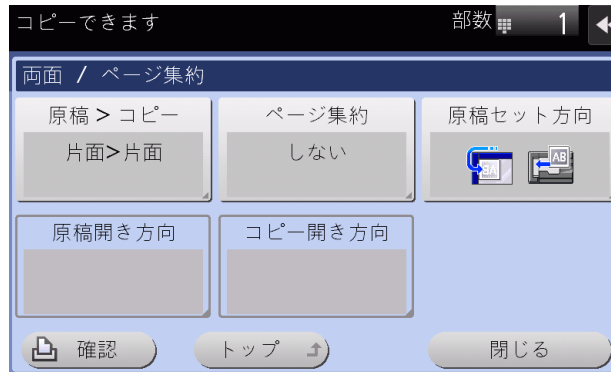 コピーできます 部数 1
両面 / ページ集約
原稿 > コピー ページ集約 原稿セット方向
片面>片面 しない
原稿開き方向 コピー開き方向
確認 トップ 閉じる